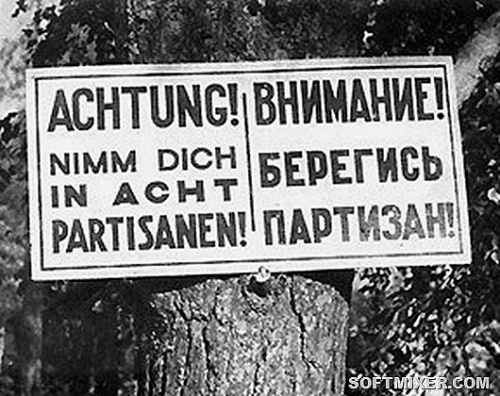 ACHTUNG!
NIMM DICH
IN ACHT
PARTISANEN!
ВНИМАНИЕ!
БЕРЕГИСЬ
ПАРТИЗАН!
SOFTMIXER.COM